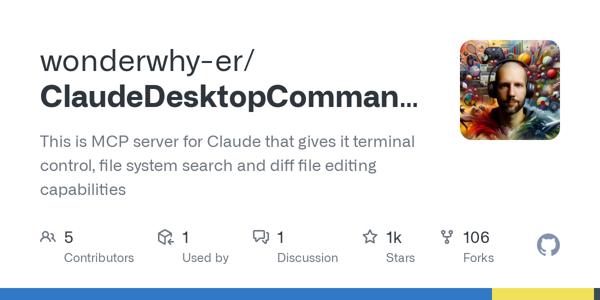 wonderwhy-er/
ClaudeDesktopComman...
This is MCP server for Claude that gives it terminal
control, file system search and diff file editing
capabilities
5 1 1 1k 106
Contributors Used by Discussion Stars Forks